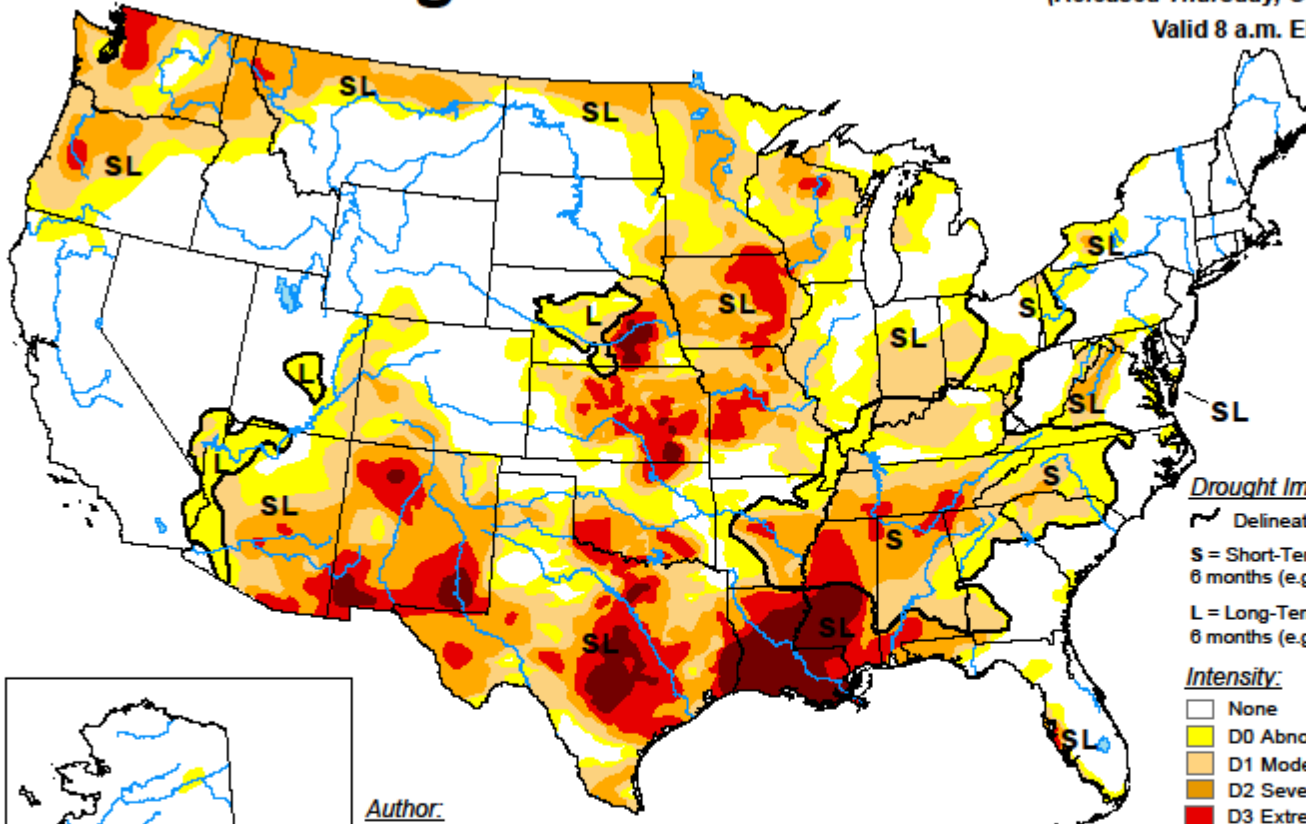 Valid 8 a.m. E
SL
SL
SL
SL
L
SL
S
SL
L
SL
SL
L
SL
S
S
SL
SL
SL
Drought Im
Delineat
S = Short-Ter
6 months (e.g
L = Long-Ter
6 months (e.g
Intensity:
None
D0 Abno
D1 Mode
D2 Seve
D3 Extre
Author: